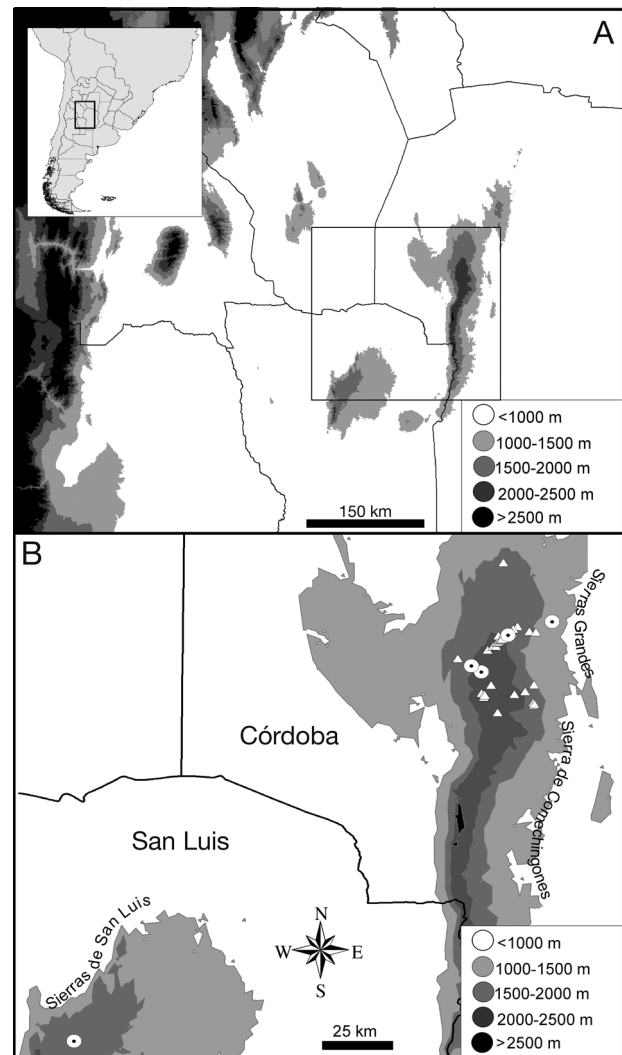 A
<1000 m
1000-1500 m
1500-2000 m
2000-2500 m
>2500 m
150 km
B
Sierras Grandes
Córdoba
Sierra de Comechingones
San Luis
Sierras de San Luis
N
W E
S
<1000 m
1000-1500 m
1500-2000 m
2000-2500 m
>2500 m
25 km